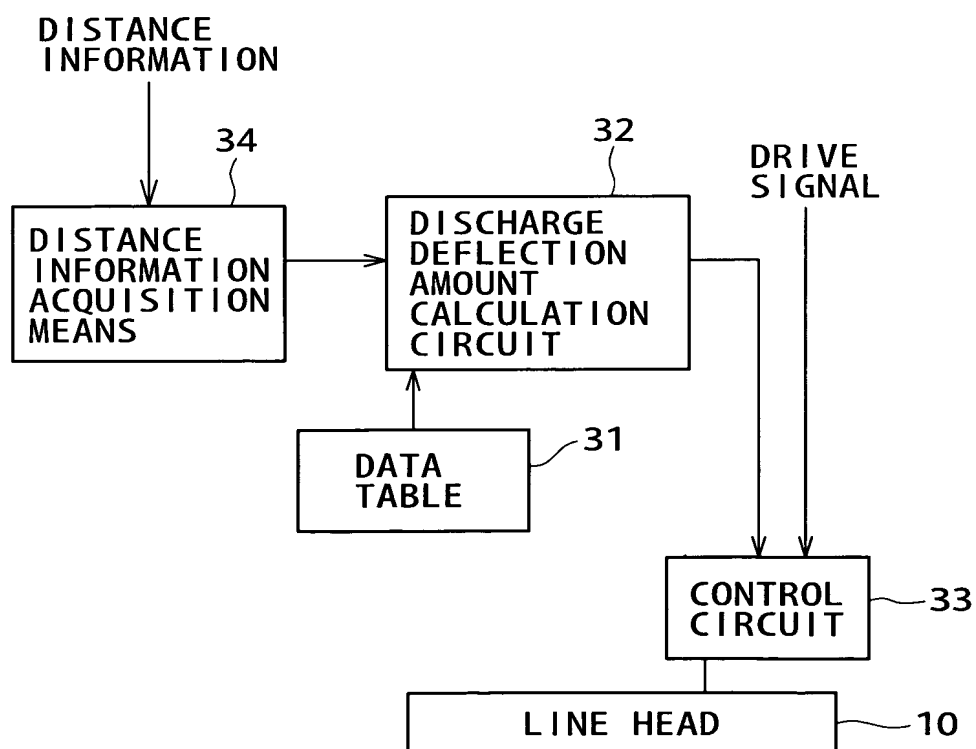 DISTANCE
INFORMATION
34
DISTANCE
INFORMATION
ACQUISITION
MEANS
32
DISCHARGE
DEFLECTION
AMOUNT
CALCULATION
CIRCUIT
DRIVE
SIGNAL
31
DATA
TABLE
CONTROL
CIRCUIT
33
LINE HEAD
10